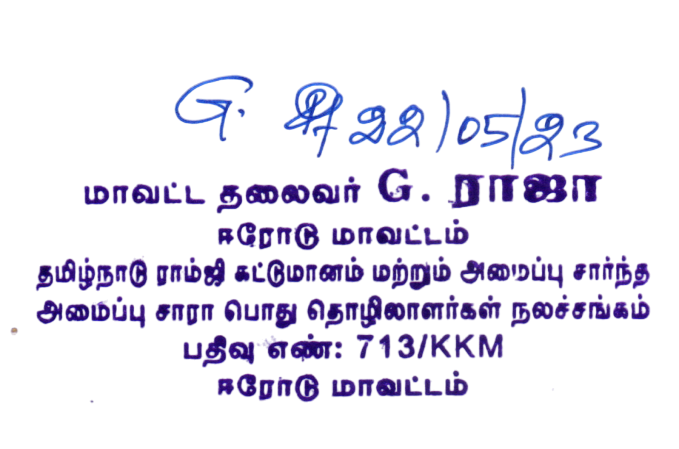 G. 22/05/23
மாவட்ட தலைவர் G. ராஜா
ஈரோடு மாவட்டம்
தமிழ்நாடு ராம்ஜி கட்டுமானம் மற்றும் அமைப்பு சார்ந்த
அமைப்பு சாரா பொது தொழிலாளர்கள் நலச்சங்கம்
பதிவு எண்: 713/KKM
ஈரோடு மாவட்டம்